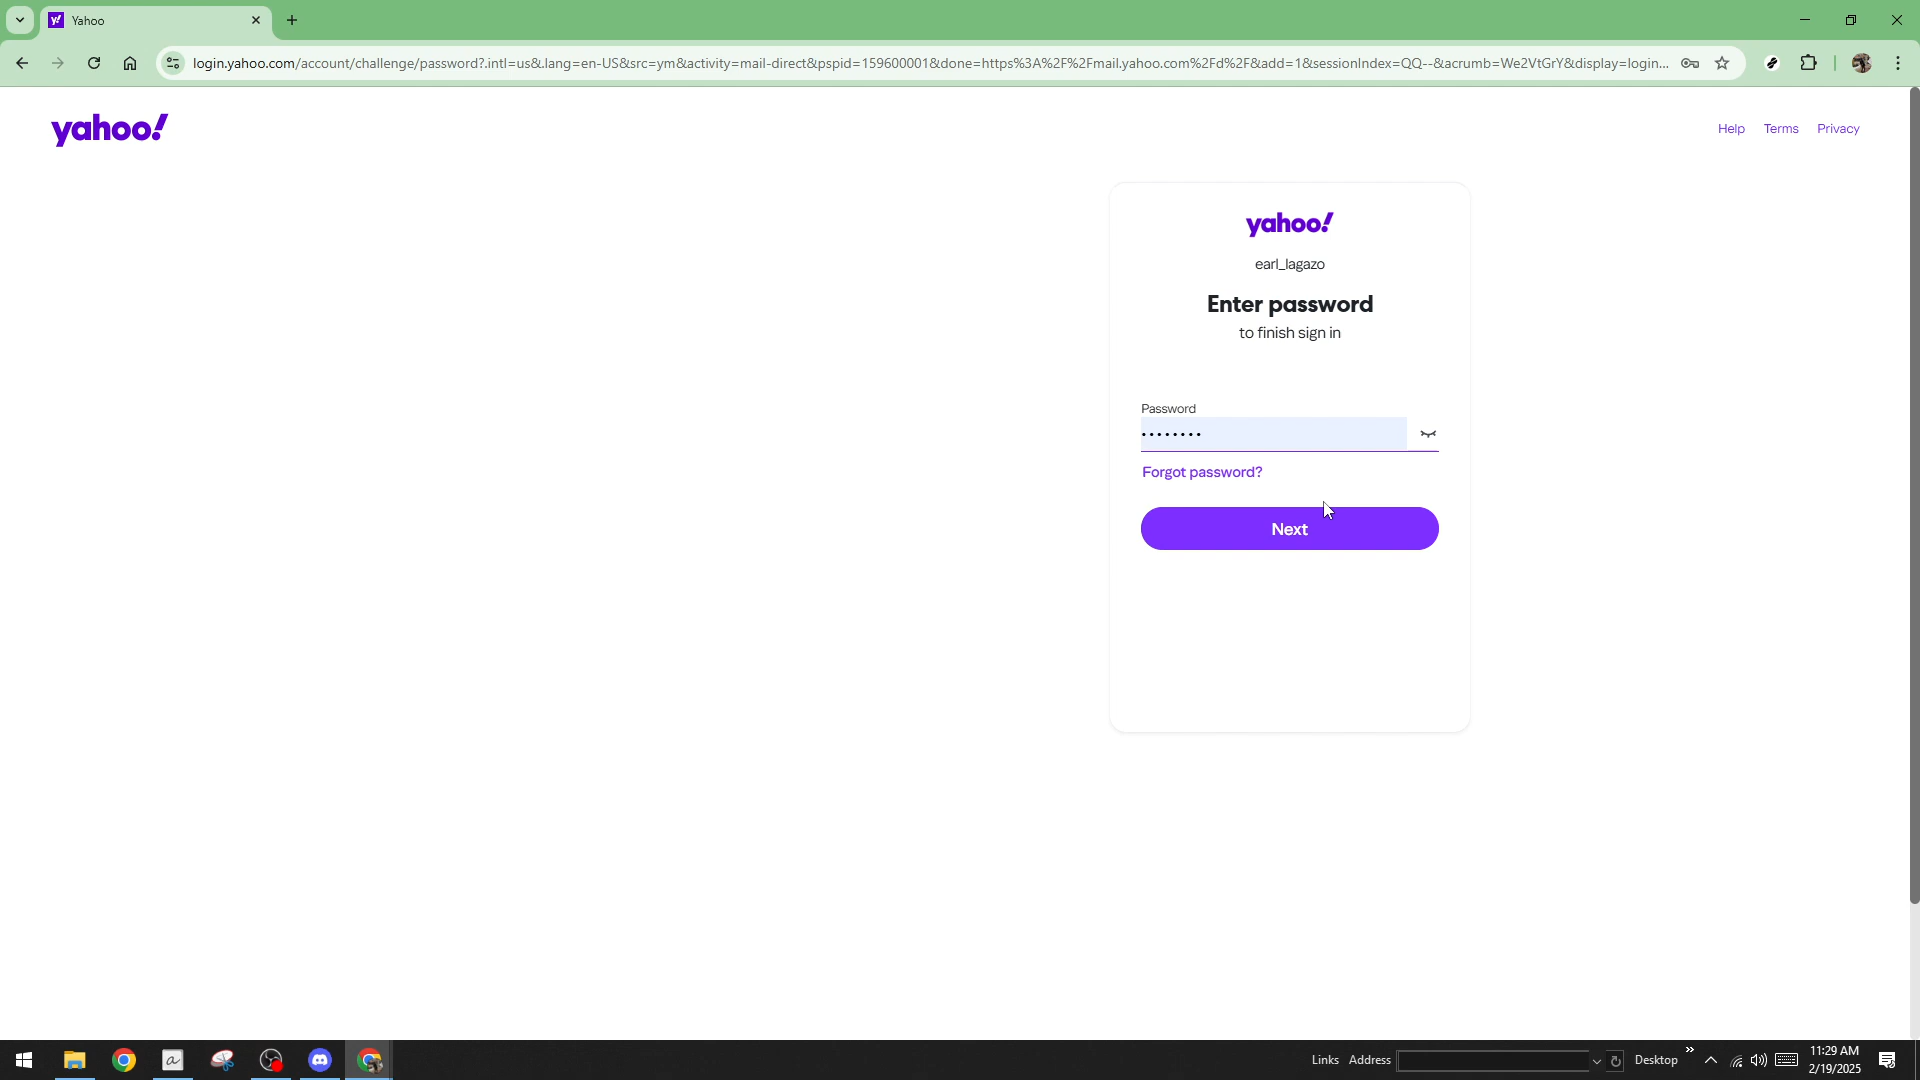 Yahoo
login.yahoo.com/account/challenge/password?.intl=us&.lang=en-US&src=ym&activity=mail-direct&pspid=159600001&done=https%3A%2F%2Fmail.yahoo.com%2Fd%2F&add=1&sessionIndex=QQ--&acrumb=We2VtGrY&display=login...
yahoo!
Help Terms Privacy
yahoo!
earl_lagazo
Enter password
to finish sign in
Password
••••••••
Forgot password?
Next
Links Address Desktop
11:29 AM
2/19/2025